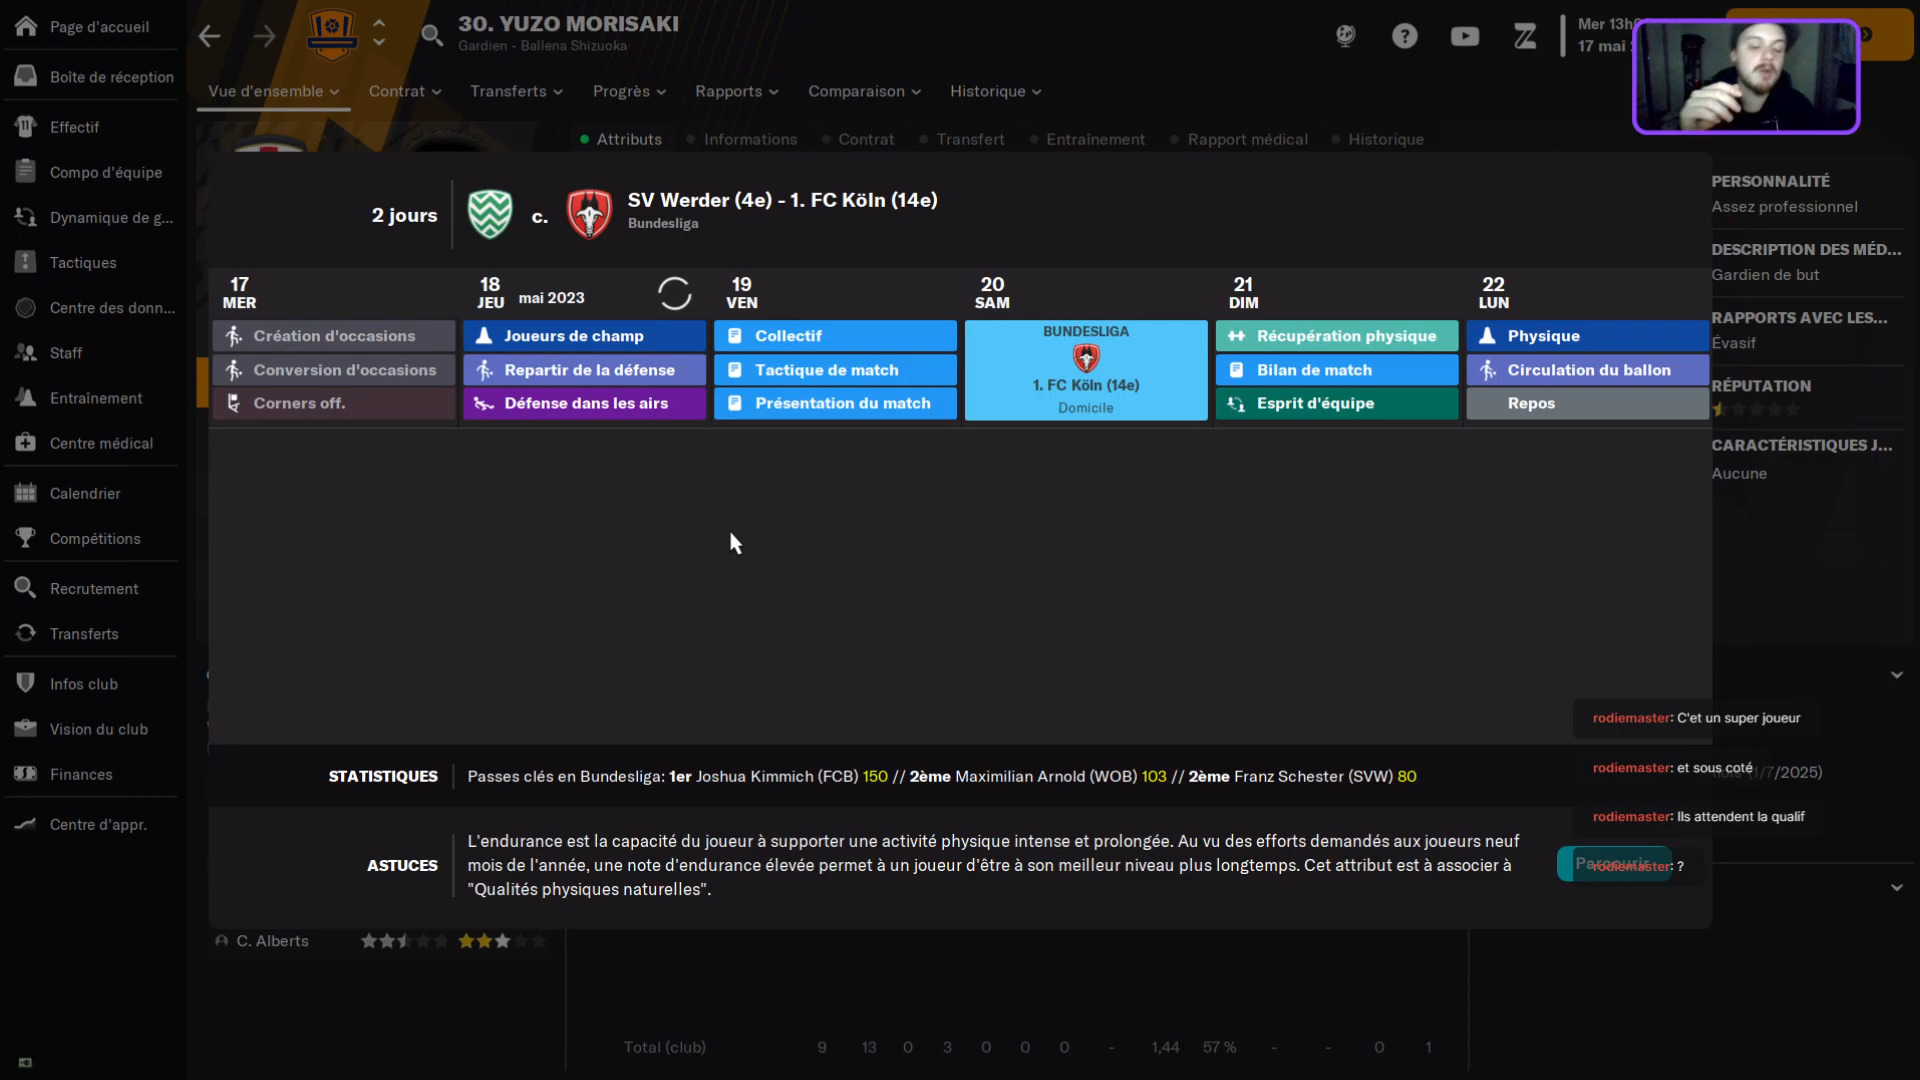 Page d'accueil
30. YUZO MORISAKI
Gardien - Ballena Shizuoka
Mer 13h
17 mai
Boîte de réception
Vue d'ensemble
Contrat
Transferts
Progrès
Rapports
Comparaison
Historique
Effectif
Attributs
Informations
Contrat
Transfert
Entraînement
Rapport médical
Historique
Compo d'équipe
Dynamique de g...
Tactiques
Centre des donn...
Staff
Entraînement
Centre médical
Calendrier
Compétitions
Recrutement
Transferts
Infos club
Vision du club
Finances
Centre d'appr.
2 jours
c.
SV Werder (4e) - 1. FC Köln (14e)
Bundesliga
17
MER
18
JEU
mai 2023
19
VEN
20
SAM
21
DIM
22
LUN
Création d'occasions
Conversion d'occasions
Corners off.
Joueurs de champ
Repartir de la défense
Défense dans les airs
Collectif
Tactique de match
Présentation du match
BUNDESLIGA
1. FC Köln (14e)
Domicile
Récupération physique
Bilan de match
Esprit d'équipe
Physique
Circulation du ballon
Repos
PERSONNALITÉ
Assez professionnel
DESCRIPTION DES MÉD...
Gardien de but
RAPPORTS AVEC LES...
Évasif
RÉPUTATION
CARACTÉRISTIQUES J...
Aucune
rodiemaster: C'et un super joueur
rodiemaster: et sous coté
(1/7/2025)
rodiemaster: Ils attendent la qualif
rodiemaster: ?
STATISTIQUES
Passes clés en Bundesliga: 1er Joshua Kimmich (FCB) 150 // 2ème Maximilian Arnold (WOB) 103 // 2ème Franz Schester (SVW) 80
ASTUCES
L'endurance est la capacité du joueur à supporter une activité physique intense et prolongée. Au vu des efforts demandés aux joueurs neuf
mois de l'année, une note d'endurance élevée permet à un joueur d'être à son meilleur niveau plus longtemps. Cet attribut est à associer à
"Qualités physiques naturelles".
Parcourir
C. Alberts
Total (club) 9 13 0 3 0 0 0 - 1,44 57 % - - 0 1